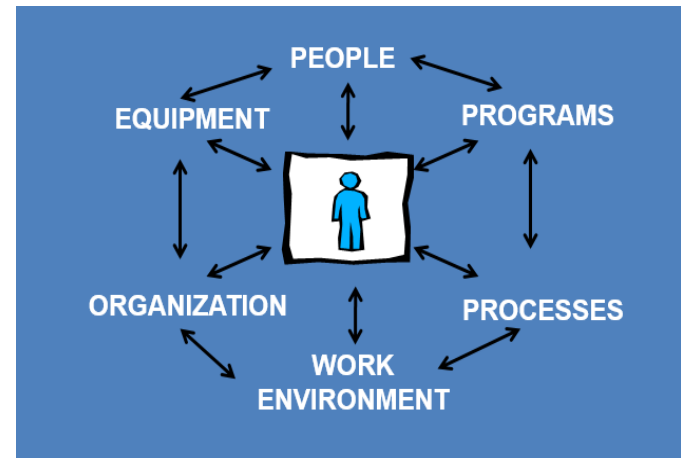 PEOPLE
EQUIPMENT
PROGRAMS
ORGANIZATION
PROCESSES
WORK
ENVIRONMENT